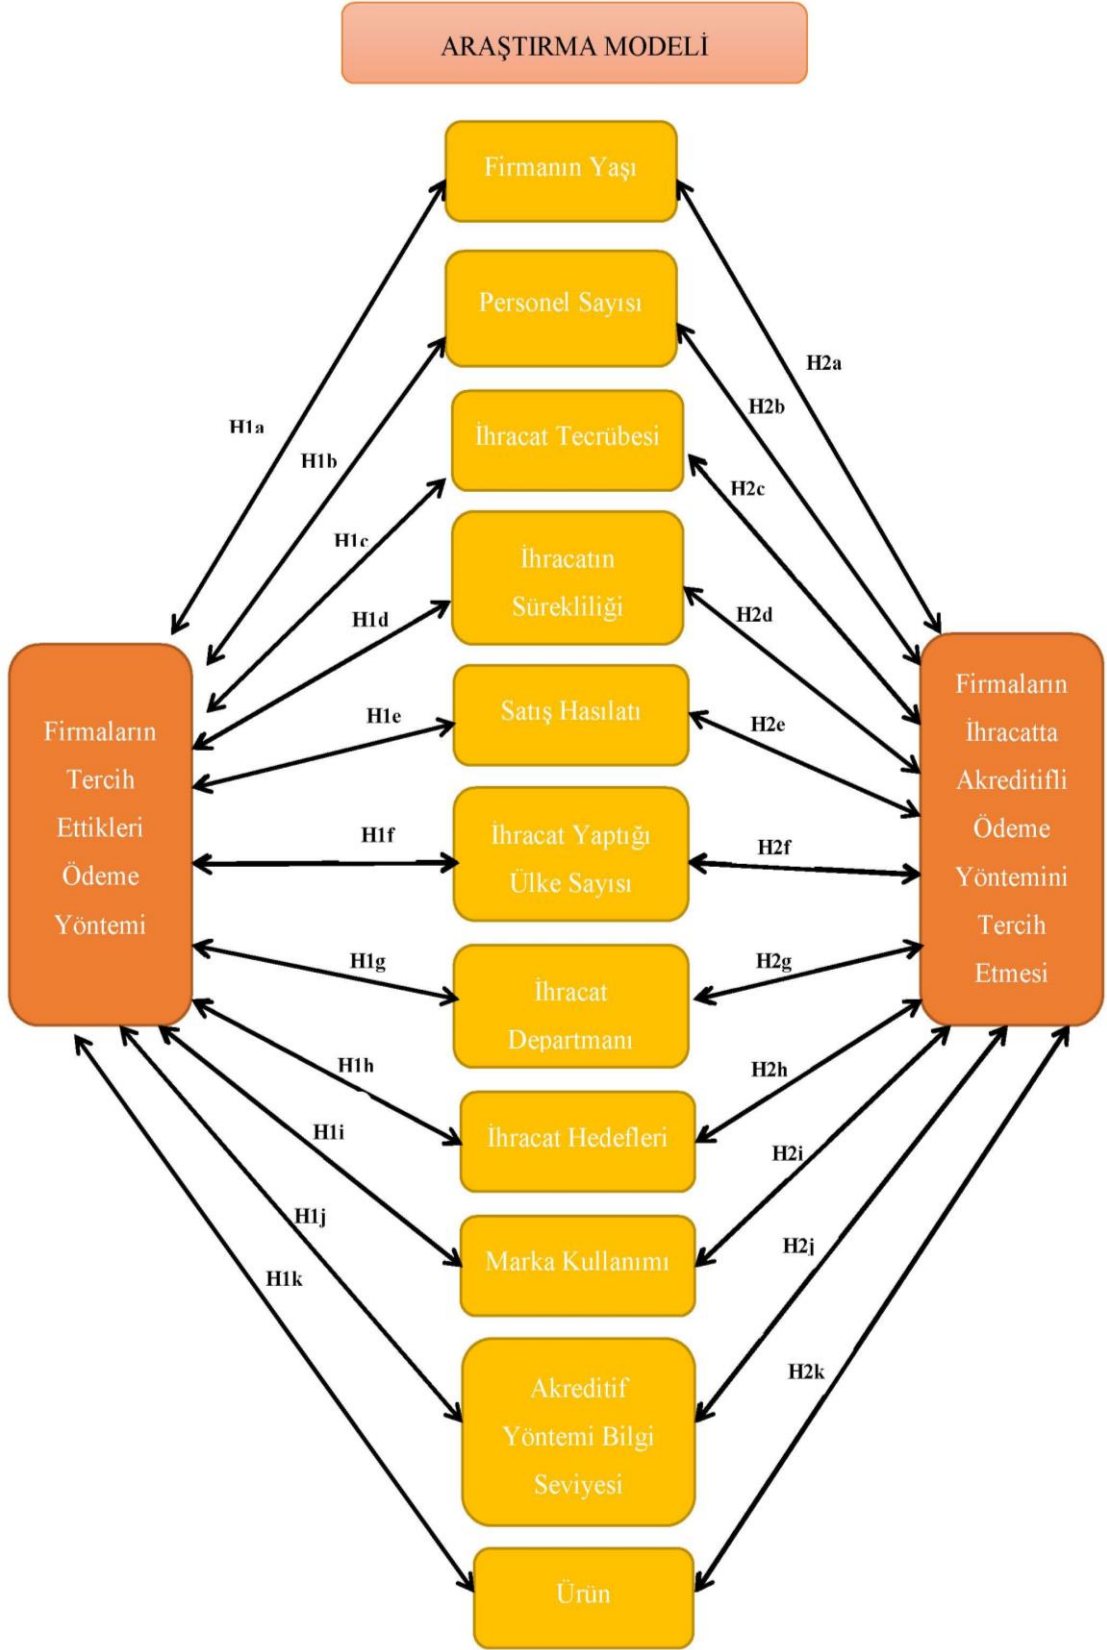 ARAŞTIRMA MODELİ
Firmanın Yaşı
Personel Sayısı
İhracat Tecrübesi
İhracatın
Sürekliliği
Satış Hasılatı
İhracat Yaptığı
Ülke Sayısı
İhracat
Departmanı
İhracat Hedefleri
Marka Kullanımı
Akreditif
Yöntemi Bilgi
Seviyesi
Ürün
Firmaların
Tercih
Ettikleri
Ödeme
Yöntemi
Firmaların
İhracatta
Akreditifli
Ödeme
Yöntemini
Tercih
Etmesi
H1a
H1b
H1c
H1d
H1e
H1f
H1g
H1h
H1i
H1j
H1k
H2a
H2b
H2c
H2d
H2e
H2f
H2g
H2h
H2i
H2j
H2k